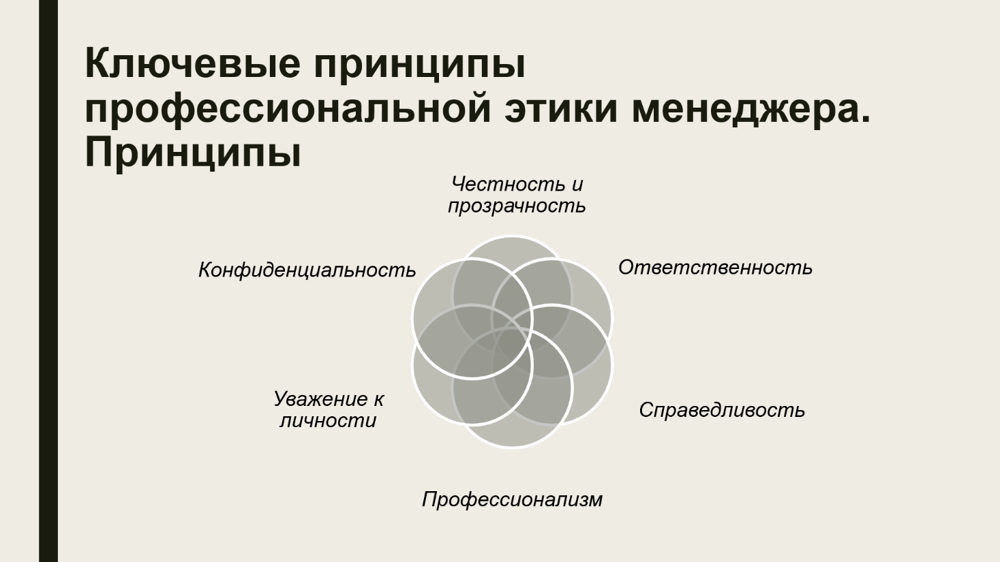 Ключевые принципы
профессиональной этики менеджера.
Принципы
Честность и
прозрачность
Конфиденциальность
Ответственность
Уважение к
личности
Справедливость
Профессионализм